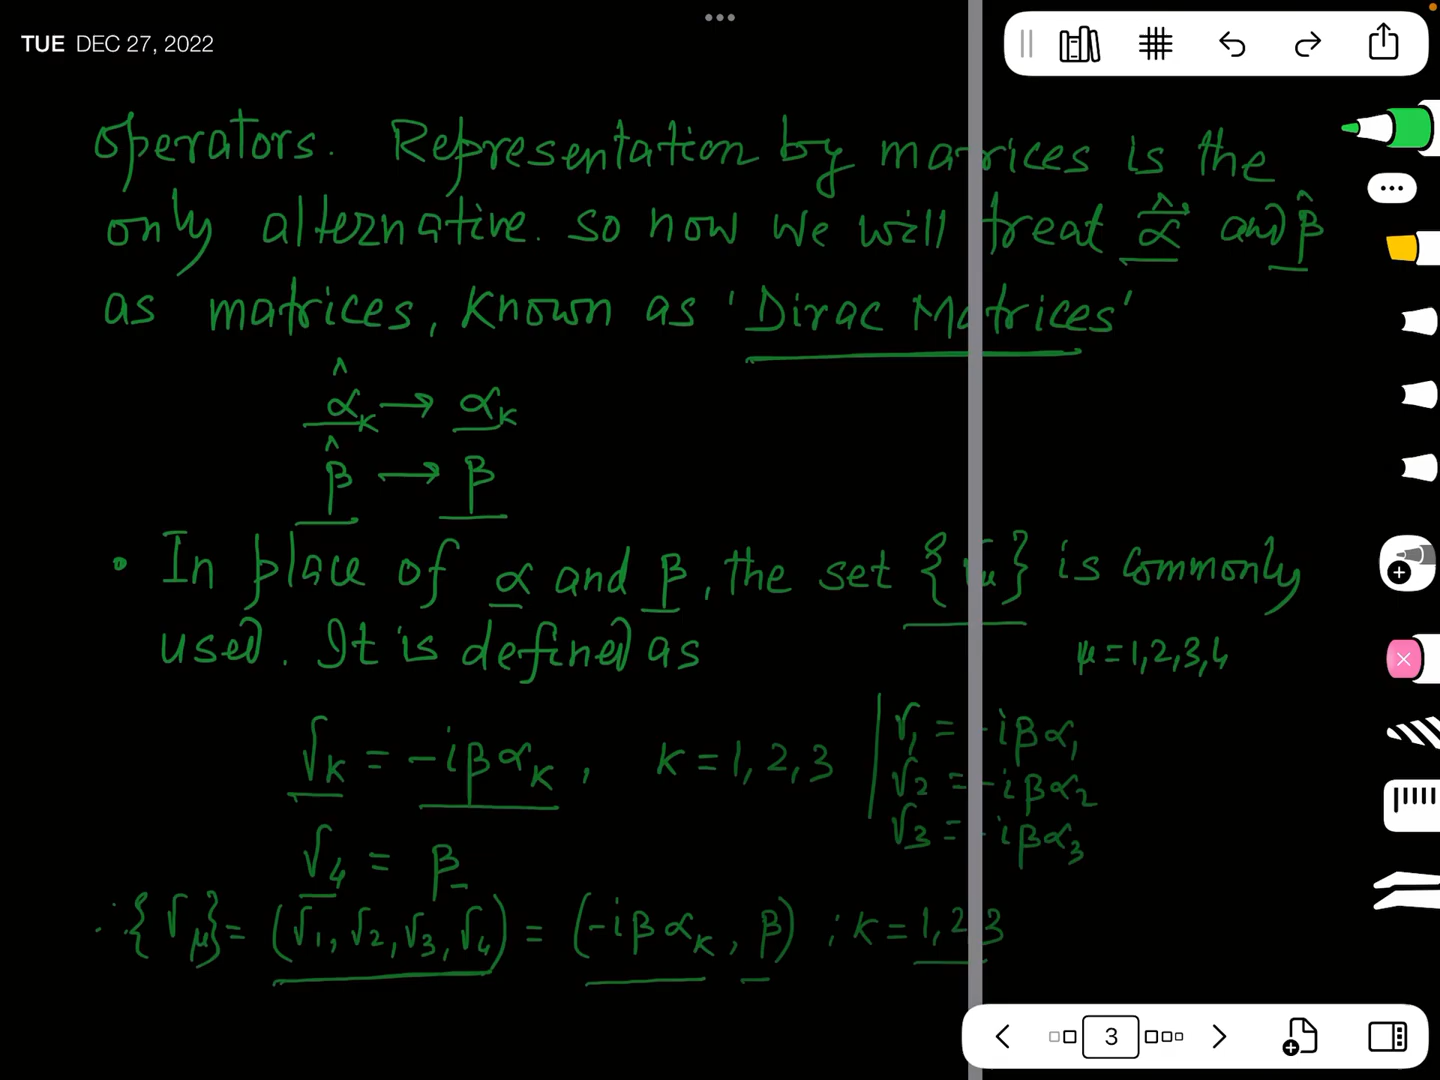 TUE DEC 27, 2022
operators. Representation by matrices is the
only alternative. so now we will treat α̂⃗ and β̂
as matrices, known as 'Dirac Matrices'
α̂ₖ → αₖ
β̂ → β
• In place of α and β, the set {γμ} is commonly
used. It is defined as
μ = 1,2,3,4
γₖ = -iβαₖ, k = 1, 2, 3
γ₁ = -iβα₁
γ₂ = -iβα₂
γ₃ = -iβα₃
γ₄ = β
∴ {γμ} = (γ₁, γ₂, γ₃, γ₄) = (-iβαₖ, β) ; k = 1,2,3
3